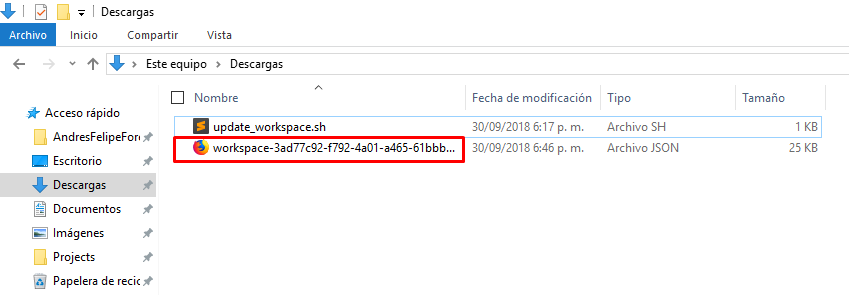 Descargas
Archivo Inicio Compartir Vista
Este equipo Descargas
Nombre Fecha de modificación Tipo Tamaño
Acceso rápido
AndresFelipeForc
Escritorio
Descargas
Documentos
Imágenes
Projects
Papelera de recic
update_workspace.sh 30/09/2018 6:17 p. m. Archivo SH 1 KB
workspace-3ad77c92-f792-4a01-a465-61bbb... 30/09/2018 6:46 p. m. Archivo JSON 25 KB